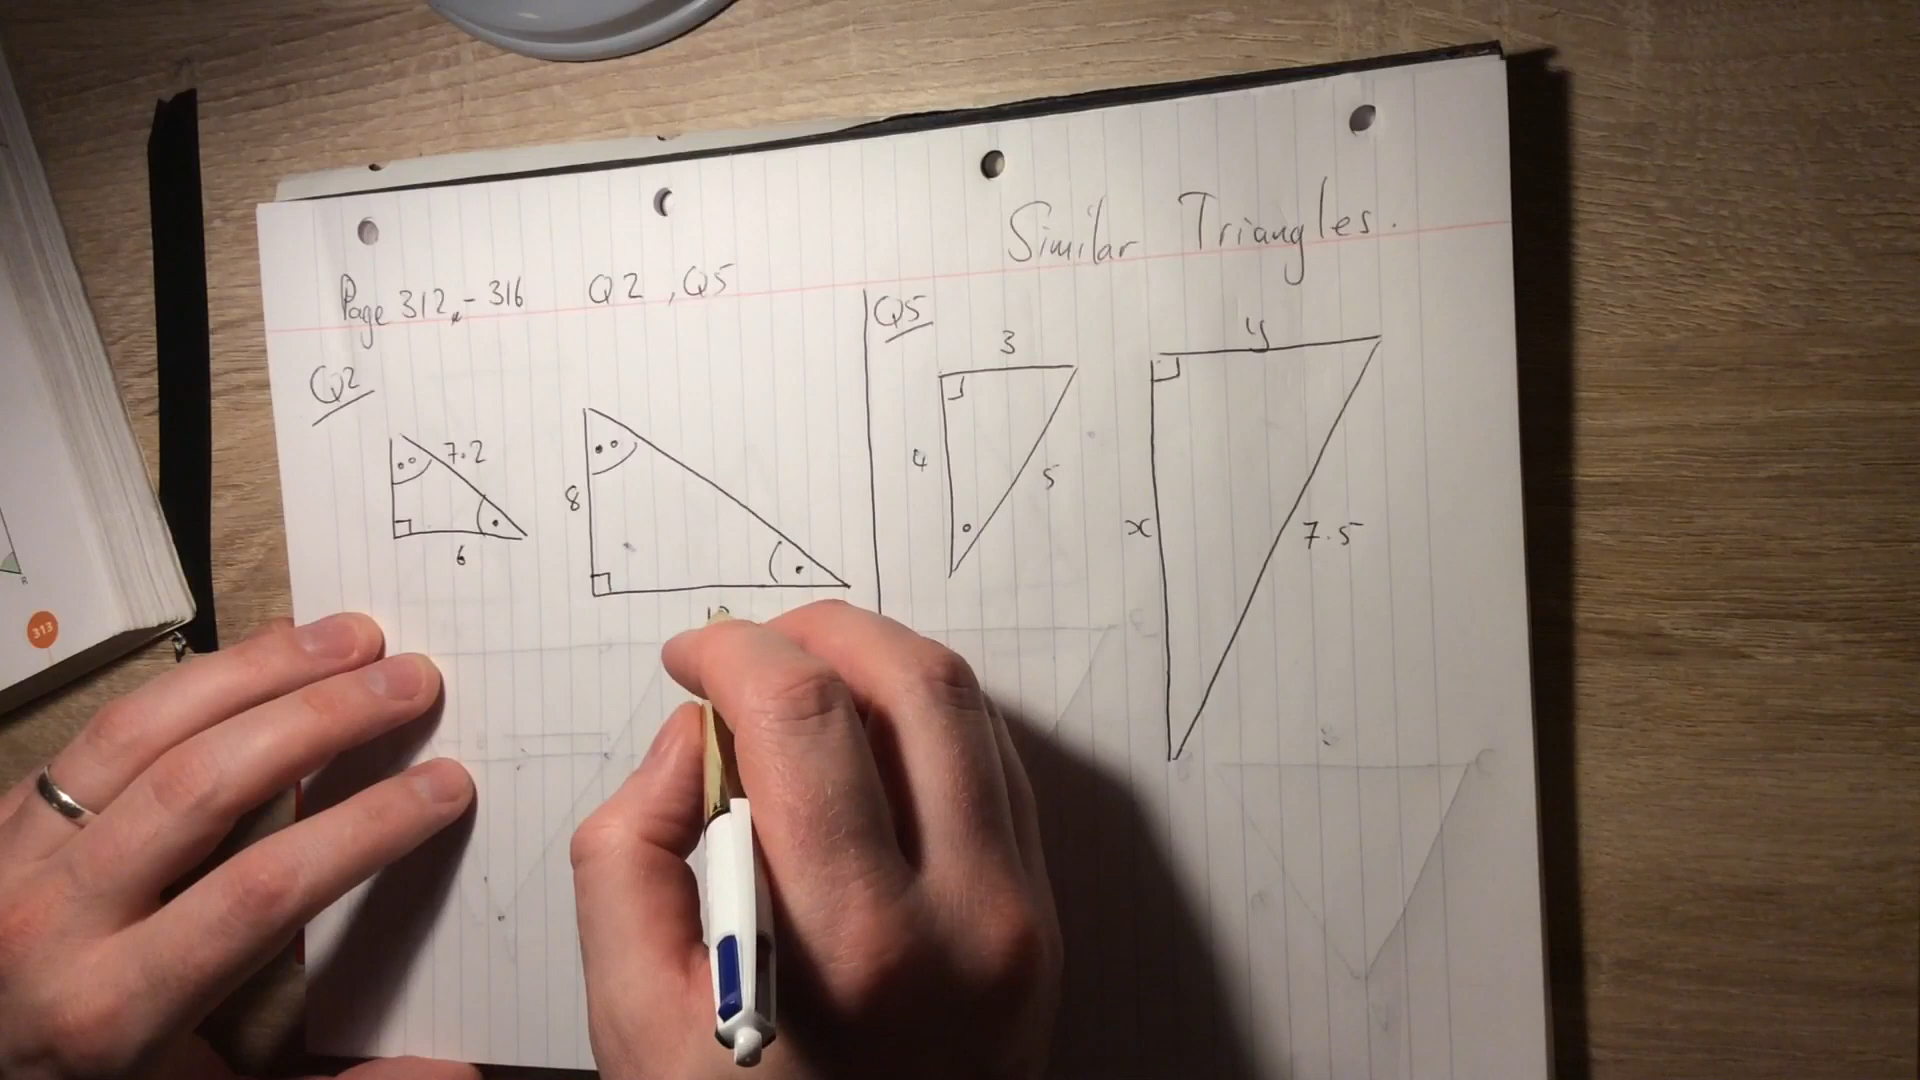 Similar Triangles.
Page 312 - 316 Q2, Q5
Q2
7.2
6
8
Q5
3
4
5
y
x
7.5
313
R